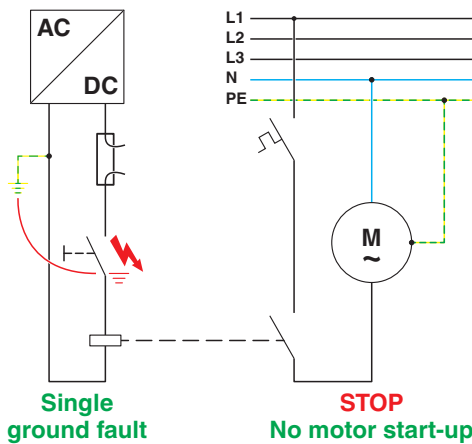 AC
DC
L1
L2
L3
N
PE
M
~
Single
ground fault
STOP
No motor start-up